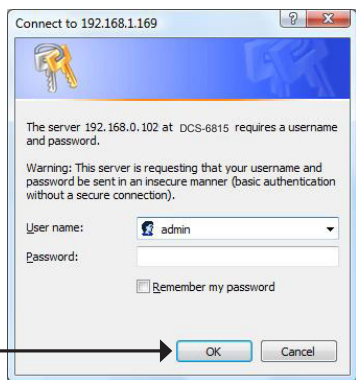 Connect to 192.168.1.169
The server 192.168.0.102 at DCS-6815 requires a username
and password.
Warning: This server is requesting that your username and
password be sent in an insecure manner (basic authentication
without a secure connection).
User name:
admin
Password:
Remember my password
OK
Cancel